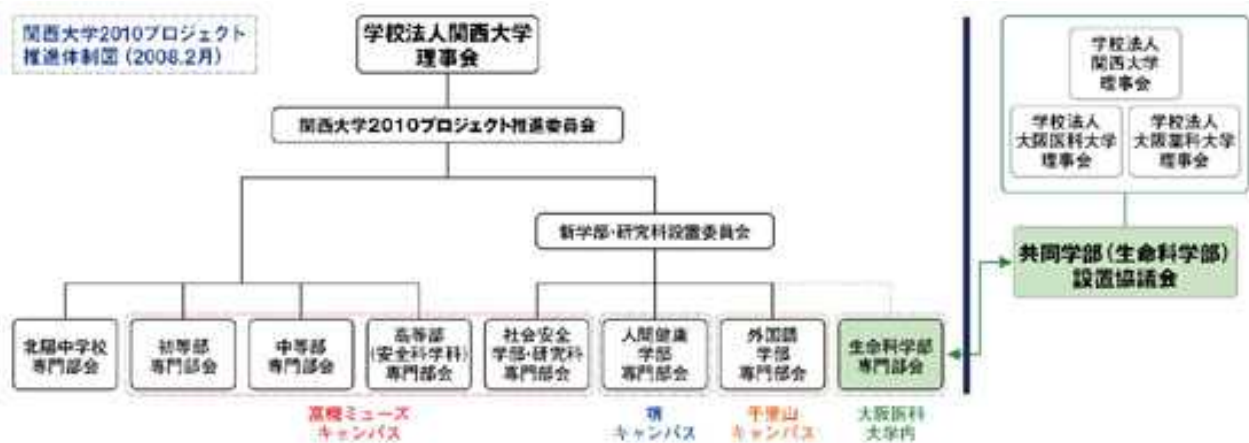 関西大学2010プロジェクト
推進体制図(2008.2月)
学校法人関西大学
理事会
関西大学2010プロジェクト推進委員会
新学部・研究科設置委員会
北陽中学校
専門部会
初等部
専門部会
中等部
専門部会
高等部
(安全科学科)
専門部会
社会安全
学部・研究科
専門部会
人間健康
学部
専門部会
外国語
学部
専門部会
生命科学部
専門部会
高槻ミューズ
キャンパス
堺
キャンパス
千里山
キャンパス
大阪医科
大学内
学校法人
関西大学
理事会
学校法人
大阪医科大学
理事会
学校法人
大阪薬科大学
理事会
共同学部(生命科学部)
設置協議会